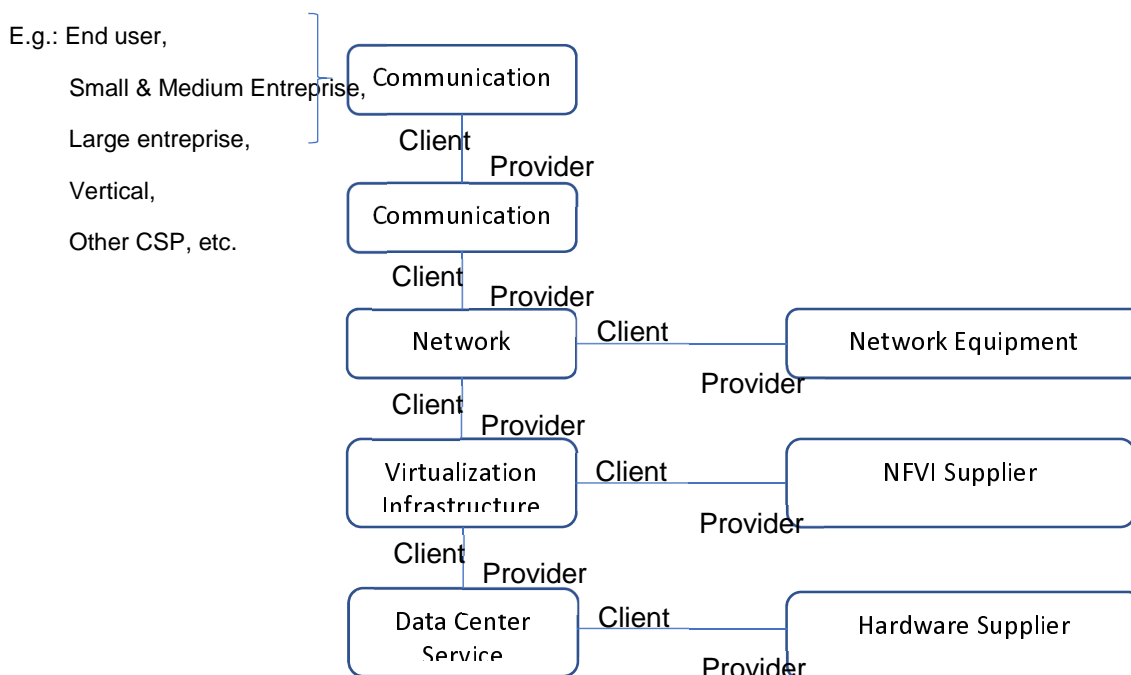 E.g.: End user,
Small & Medium Entreprise,
Large entreprise,
Vertical,
Other CSP, etc.
Communication
Client
Provider
Communication
Client
Provider
Network
Client
Network Equipment
Provider
Client
Provider
Virtualization
Infrastructure
Client
NFVI Supplier
Provider
Client
Provider
Data Center
Service
Client
Hardware Supplier
Provider